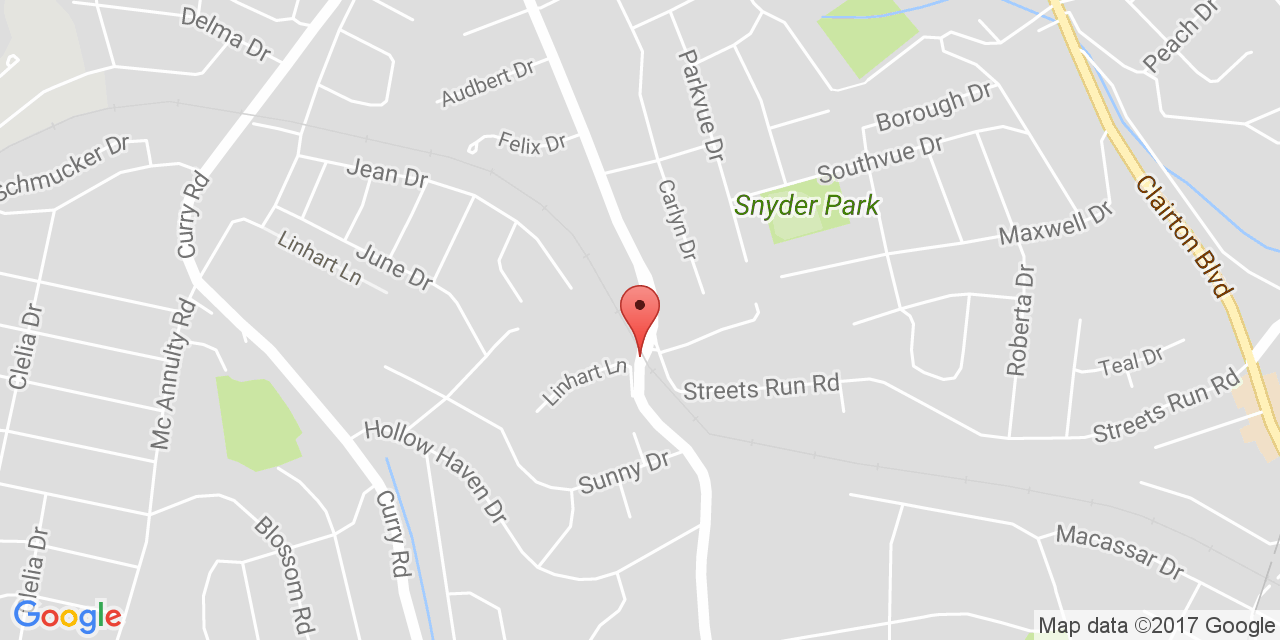 Delma Dr
Peach Dr
Audbert Dr
Parkvue Dr
Borough Dr
Felix Dr
Schmucker Dr
Southvue Dr
Jean Dr
Curry Rd
Carlyn Dr
Snyder Park
Clairton Blvd
Maxwell Dr
Linhart Ln
June Dr
Roberta Dr
Mc Annulty Rd
Clelia Dr
Linhart Ln
Teal Dr
Streets Run Rd
Streets Run Rd
Hollow Haven Dr
Sunny Dr
Curry Rd
Blossom Rd
Macassar Dr
Clelia Dr
Google
Map data ©2017 Google